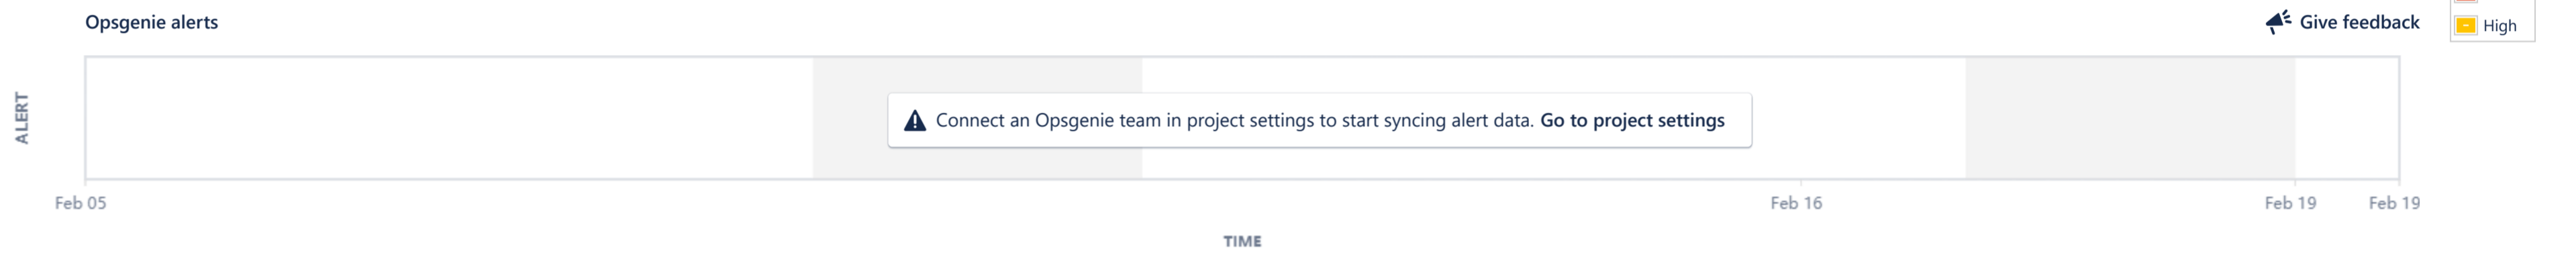 Opsgenie alerts
Give feedback
High
ALERT
Connect an Opsgenie team in project settings to start syncing alert data. Go to project settings
Feb 05
Feb 16
Feb 19
Feb 19
TIME